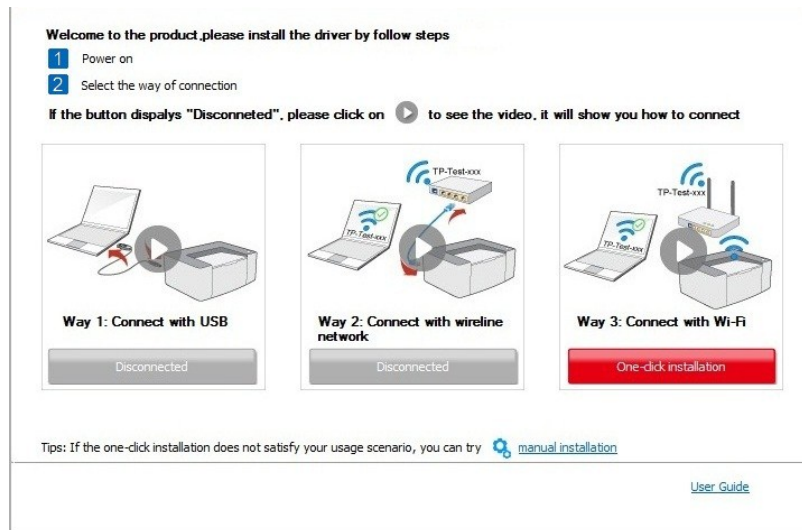 Welcome to the product,please install the driver by follow steps
1 Power on
2 Select the way of connection
If the button dispalys "Disconneted", please click on to see the video, it will show you how to connect
TP-Test-xxx
TP-Test-xxx
Way 1: Connect with USB
Disconnected
TP-Test-xxx
TP-Test-xxx
Way 2: Connect with wireline
network
Disconnected
Way 3: Connect with Wi-Fi
One-click installation
Tips: If the one-click installation does not satisfy your usage scenario, you can try manual installation
User Guide